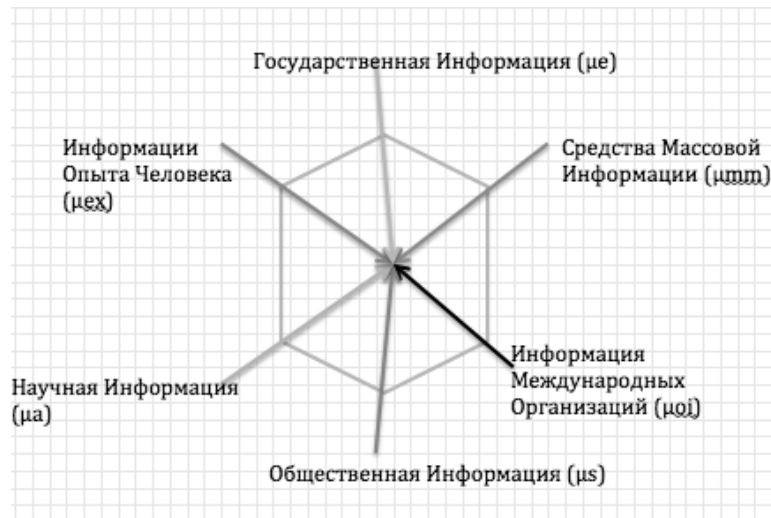 Государственная Информация (μe)
Информации
Опыта Человека
(μex)
Средства Массовой
Информации (μmm)
Информация
Международных
Организаций (μoi)
Научная Информация
(μa)
Общественная Информация (μs)